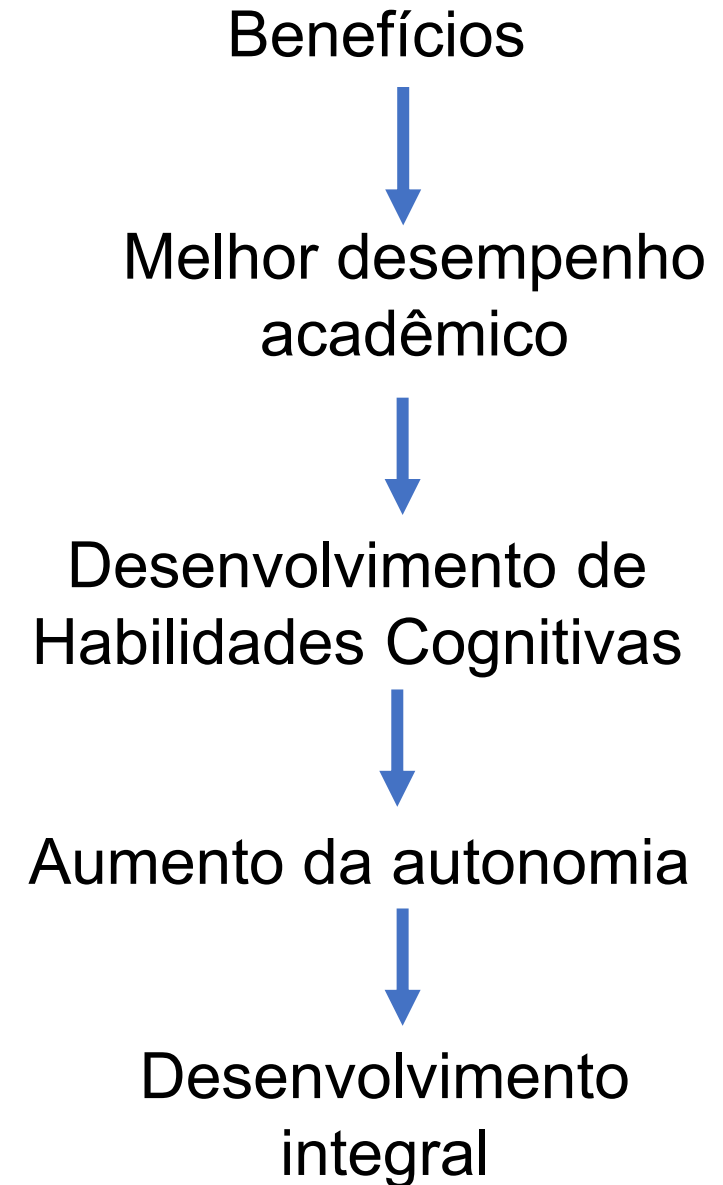 Benefícios
Melhor desempenho
acadêmico
Desenvolvimento de
Habilidades Cognitivas
Aumento da autonomia
Desenvolvimento
integral